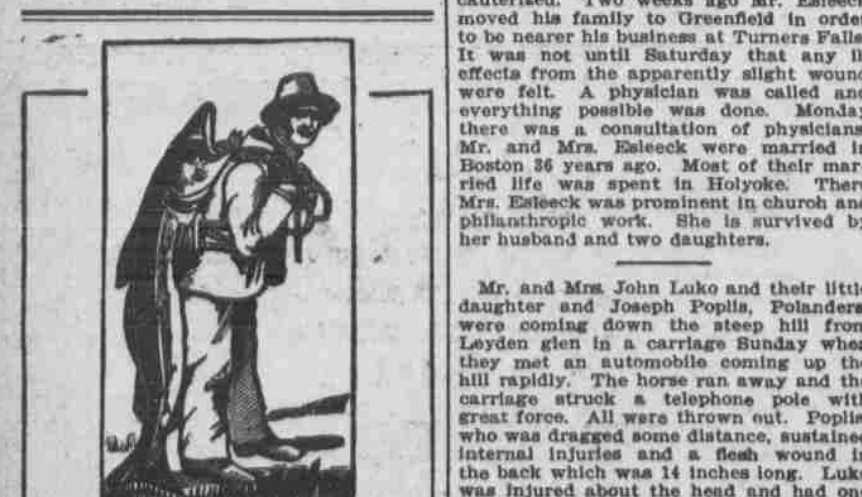 moved his family to Greenfield in order
to be nearer his business at Turners Falls
It was not until Saturday that any
effects from the apparently slight wound
were felt. A physician was called and
everything possible was done. Monday
there was a consultation of physicians
Mr. and Mrs. Esleeck were married in
Boston 36 years ago. Most of their mar-
ried life was spent in Holyoke. There
Mrs. Esleeck was prominent in church and
philanthropic work. She is survived by
her husband and two daughters.
Mr. and Mrs. John Luko and their little
daughter and Joseph Poplis, Polanders
were coming down the steep hill from
Leyden glen in a carriage Sunday when
they met an automobile coming up the
hill rapidly. The horse ran away and the
carriage struck a telephone pole with
great force. All were thrown out. Poplis
who was dragged some distance, sustained
internal injuries and a flesh wound in
the back which was 14 inches long. Luko
was injured about the head and had